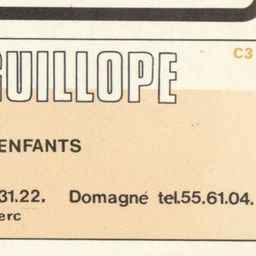 C3
GUILLOPE
ENFANTS
31.22. Domagné tel.55.61.04.
erc